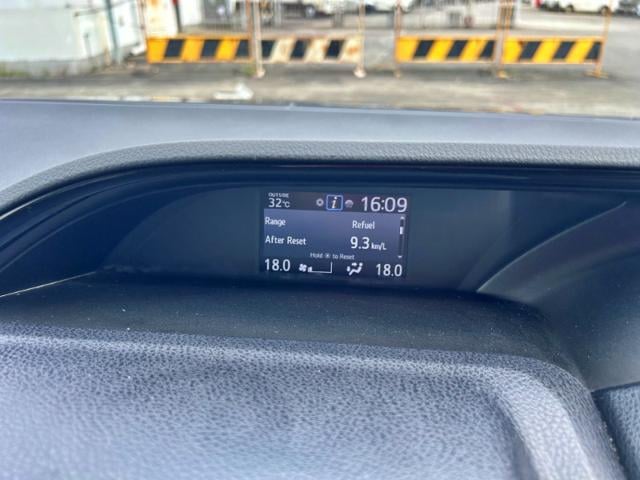 OUTSIDE
32°C i 16:09
Range Refuel
After Reset 9.3 km/L
Hold ⦿ to Reset
18.0 18.0